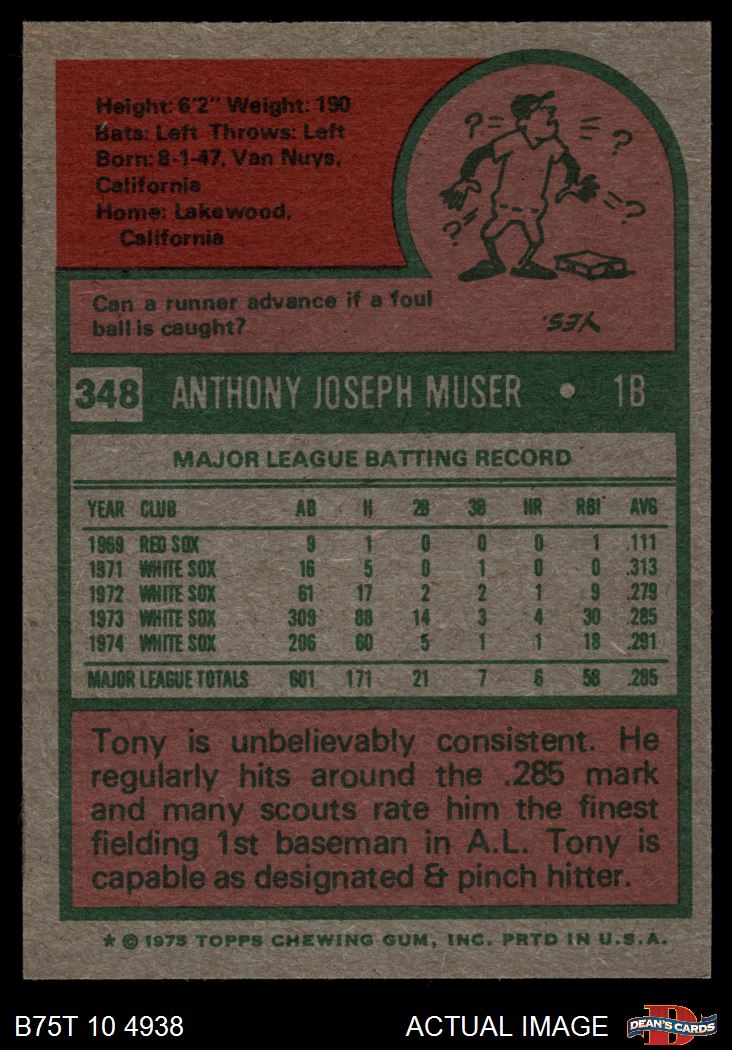 Height: 6'2" Weight: 190
Bats: Left Throws: Left
Born: 8-1-47, Van Nuys,
California
Home: Lakewood,
California
? = = ?
? = ?
?
Can a runner advance if a foul
ball is caught?
YES.
348 ANTHONY JOSEPH MUSER • 1B
MAJOR LEAGUE BATTING RECORD
YEAR CLUB AB H 2B 3B HR RBI AVG
1969 RED SOX 9 1 0 0 0 1 .111
1971 WHITE SOX 16 5 0 1 0 0 .313
1972 WHITE SOX 61 17 2 2 1 9 .279
1973 WHITE SOX 309 88 14 3 4 30 .285
1974 WHITE SOX 206 60 5 1 1 18 .291
MAJOR LEAGUE TOTALS 601 171 21 7 6 58 .285
Tony is unbelievably consistent. He
regularly hits around the .285 mark
and many scouts rate him the finest
fielding 1st baseman in A.L. Tony is
capable as designated & pinch hitter.
* © 1975 TOPPS CHEWING GUM, INC. PRTD IN U.S.A.
B75T 10 4938 ACTUAL IMAGE D DEAN'S CARDS